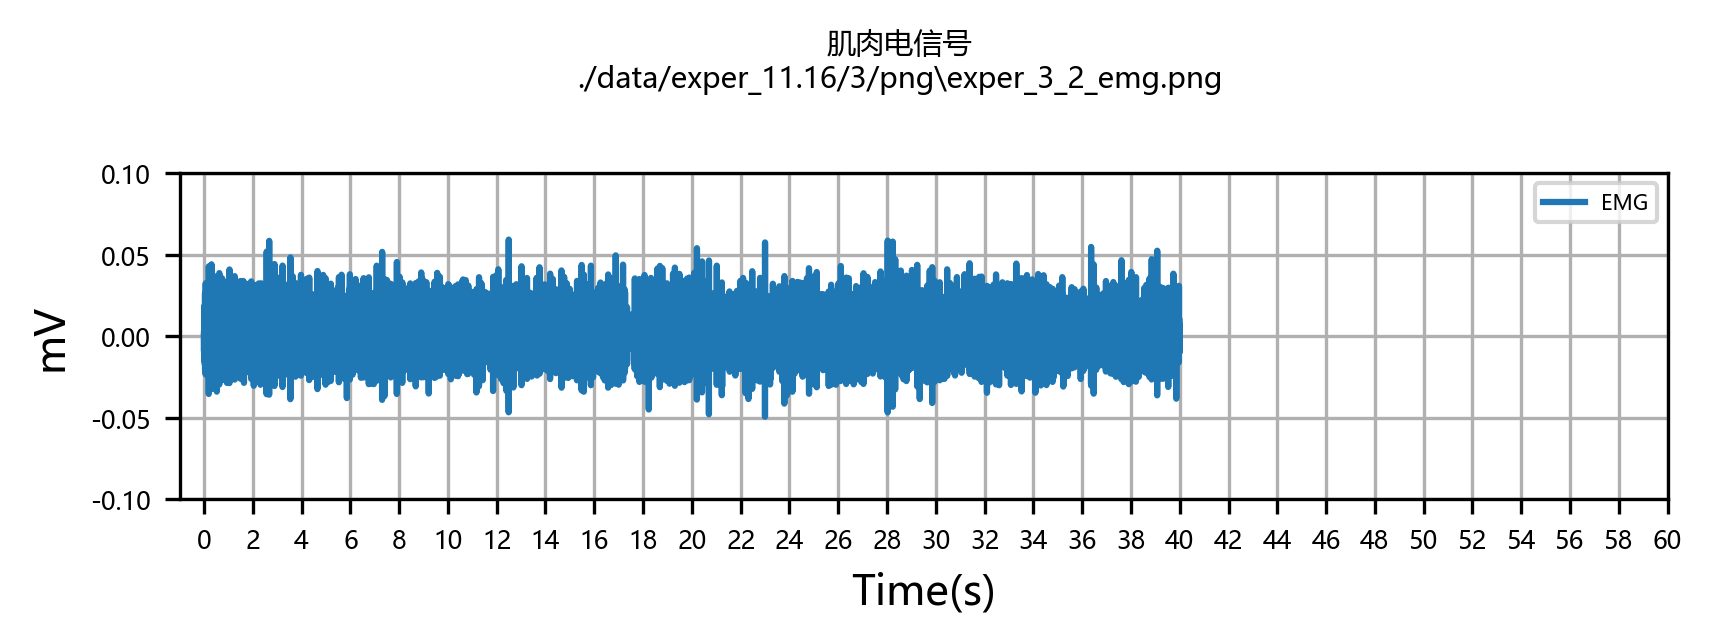 肌肉电信号
./data/exper_11.16/3/png\exper_3_2_emg.png
0.10
0.05
0.00
-0.05
-0.10
mV
EMG
0 2 4 6 8 10 12 14 16 18 20 22 24 26 28 30 32 34 36 38 40 42 44 46 48 50 52 54 56 58 60
Time(s)